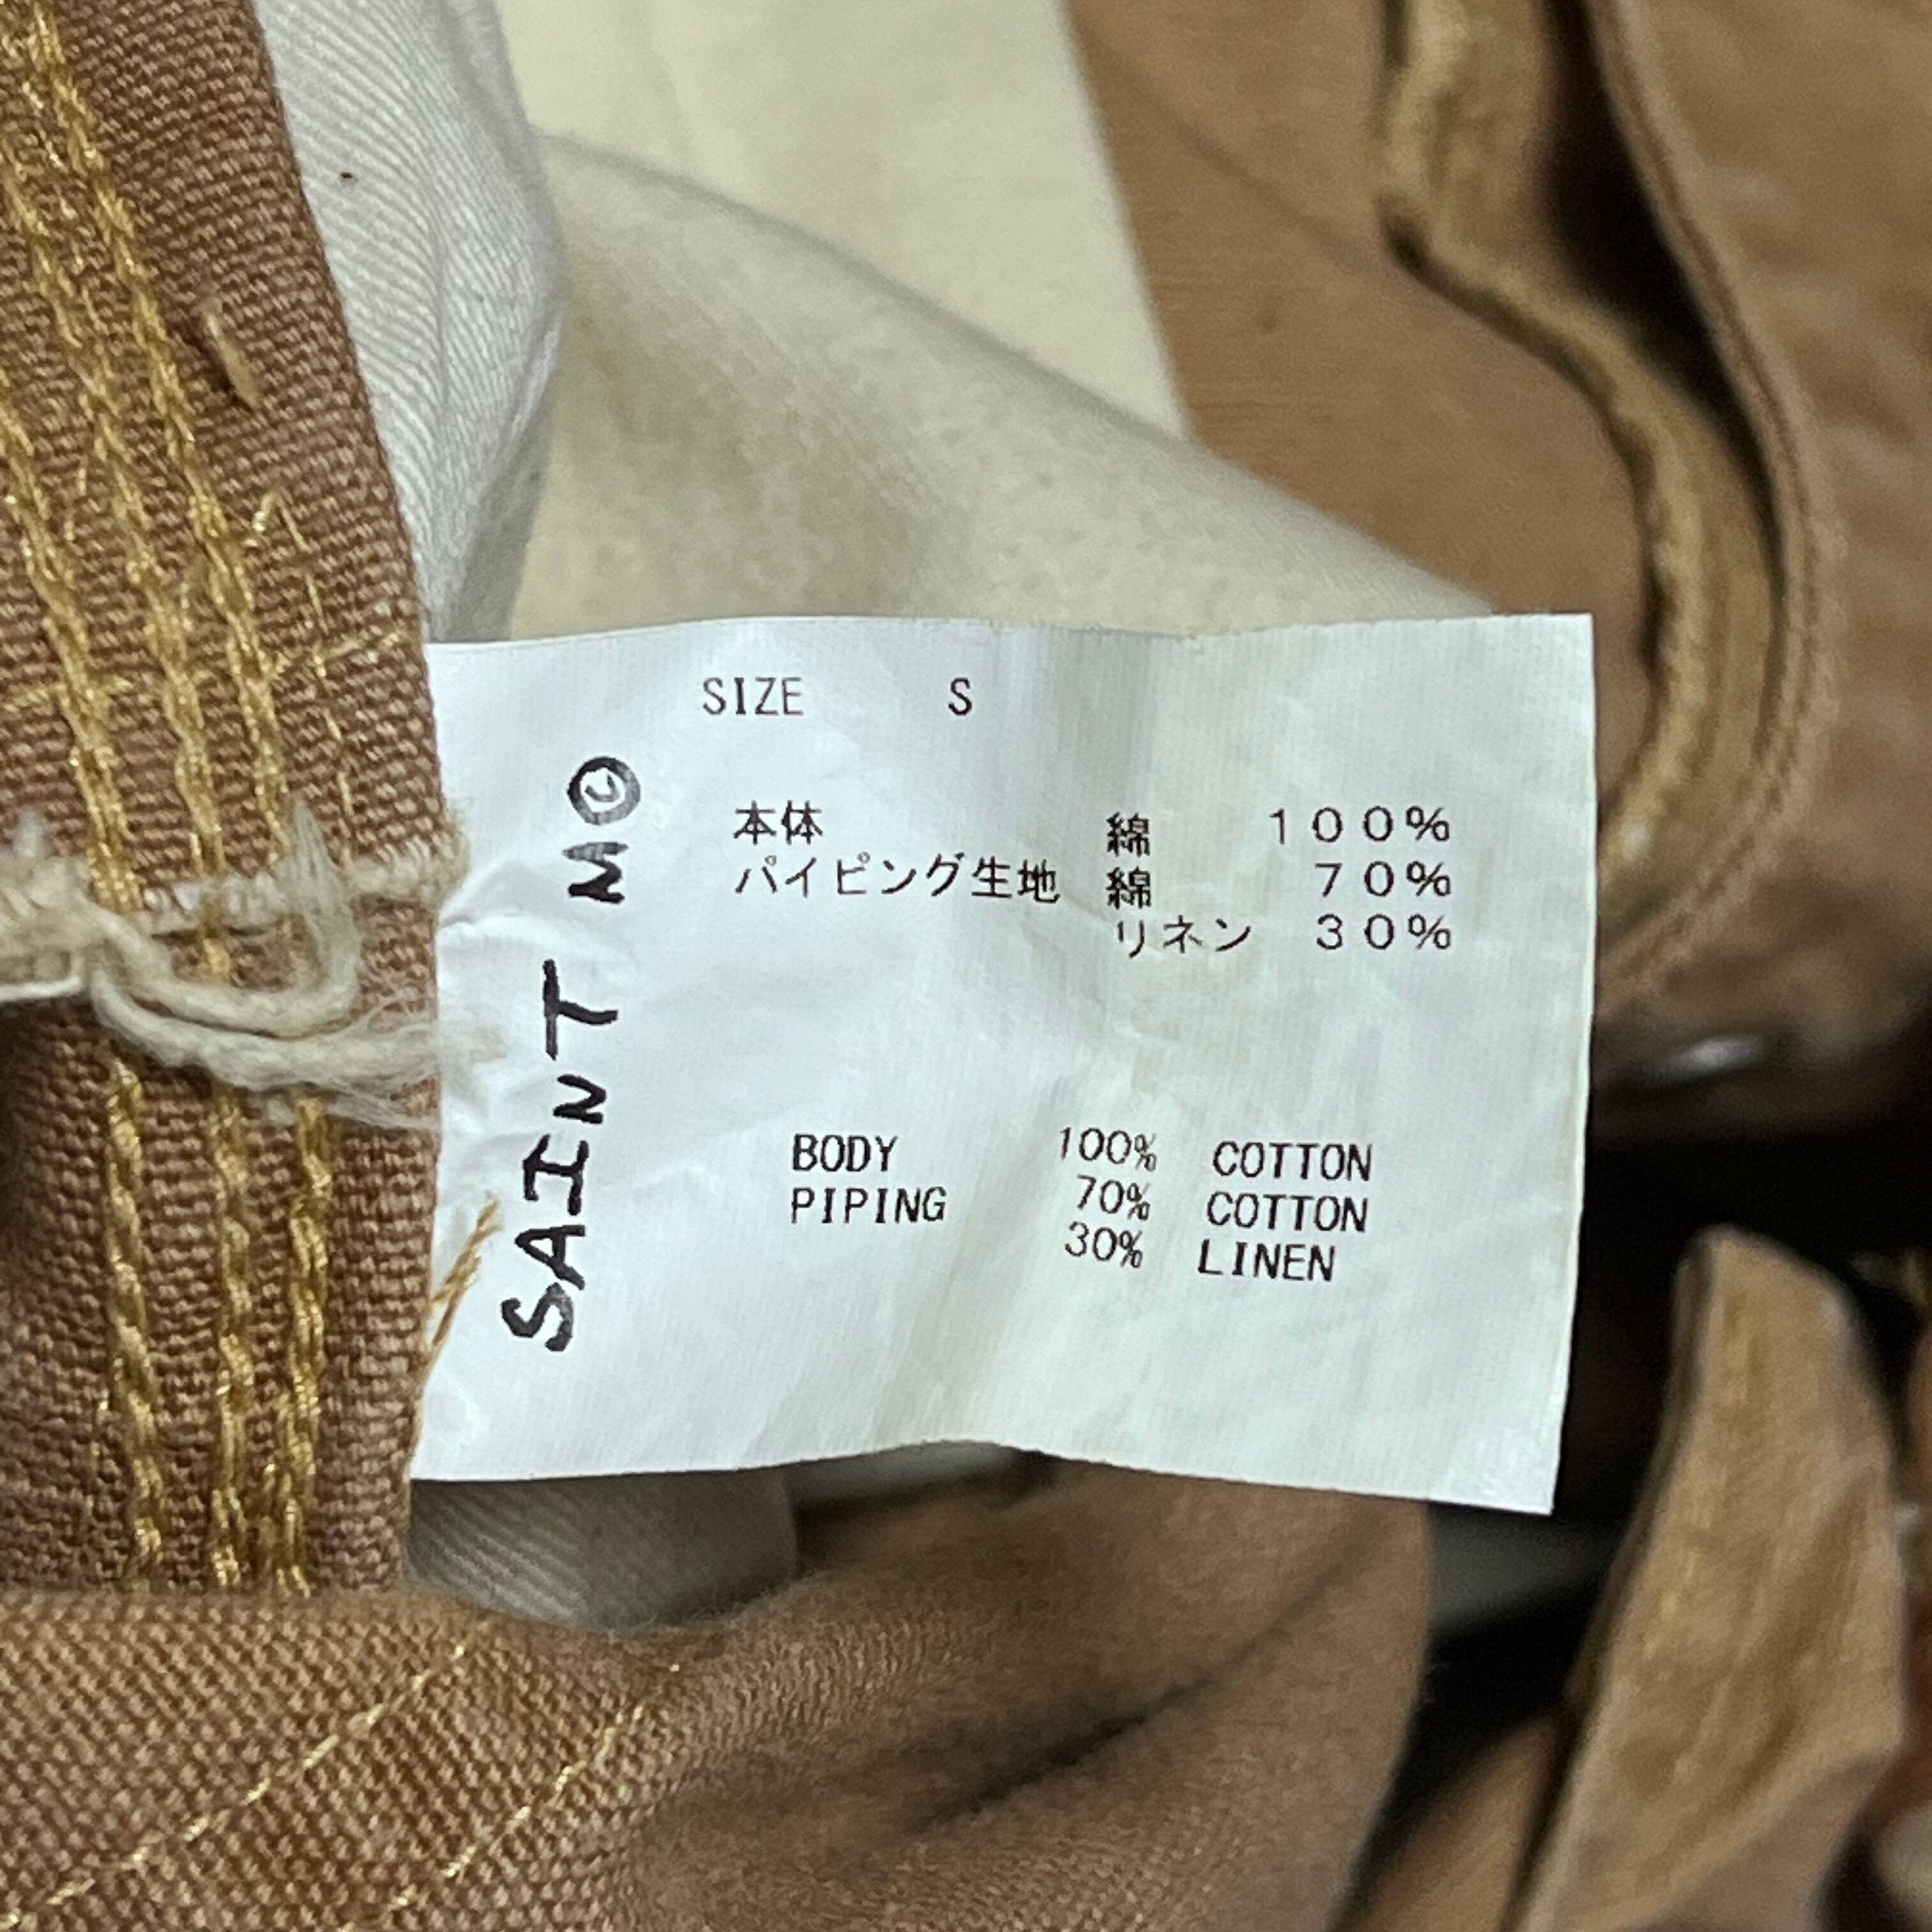 SIZE S
SAINT M©
本体 綿 100%
パイピング生地 綿 70%
リネン 30%
BODY 100% COTTON
PIPING 70% COTTON
30% LINEN